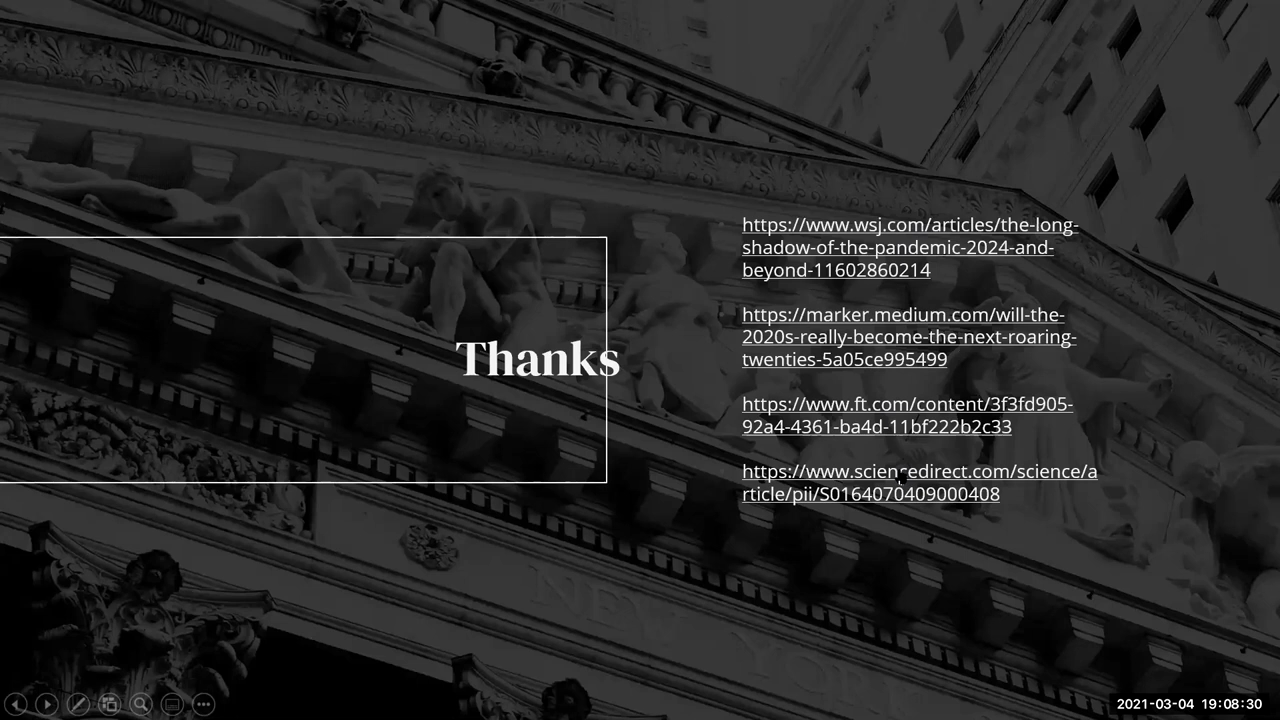 Thanks
https://www.wsj.com/articles/the-long-
shadow-of-the-pandemic-2024-and-
beyond-11602860214
https://marker.medium.com/will-the-
2020s-really-become-the-next-roaring-
twenties-5a05ce995499
https://www.ft.com/content/3f3fd905-
92a4-4361-ba4d-11bf222b2c33
https://www.sciencedirect.com/science/a
rticle/pii/S0164070409000408
NEW YORK
2021-03-04 19:08:30